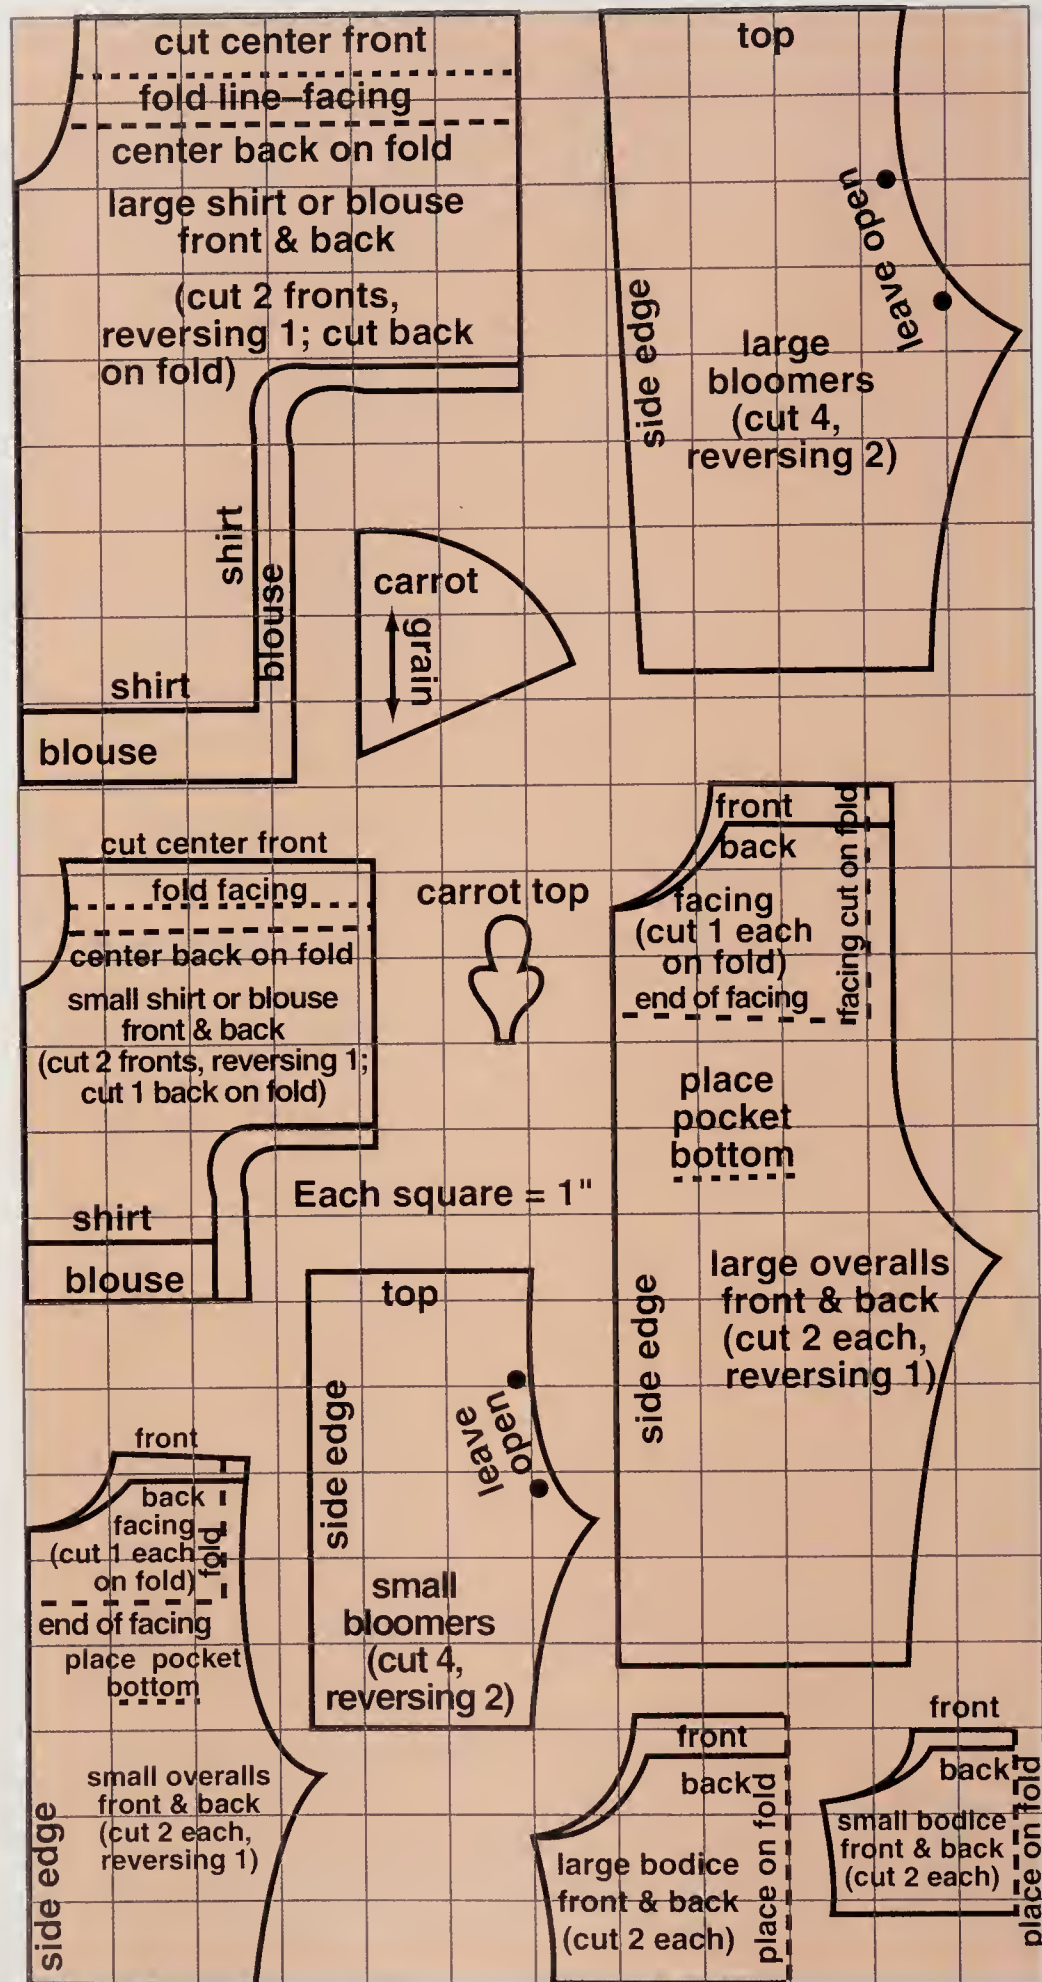 cut center front
fold line–facing
center back on fold
large shirt or blouse
front & back
(cut 2 fronts,
reversing 1; cut back
on fold)
shirt
blouse
shirt
blouse
top
leave open
side edge
large
bloomers
(cut 4,
reversing 2)
carrot
grain
cut center front
fold facing
center back on fold
small shirt or blouse
front & back
(cut 2 fronts, reversing 1;
cut 1 back on fold)
shirt
blouse
carrot top
Each square = 1"
front
back
facing cut on fold
facing
(cut 1 each
on fold)
end of facing
place
pocket
bottom
side edge
large overalls
front & back
(cut 2 each,
reversing 1)
top
leave
open
side edge
small
bloomers
(cut 4,
reversing 2)
front
back
facing
(cut 1 each
on fold)
fold
end of facing
place pocket
bottom
small overalls
front & back
(cut 2 each,
reversing 1)
side edge
front
back
place on fold
large bodice
front & back
(cut 2 each)
front
back
place on fold
small bodice
front & back
(cut 2 each)